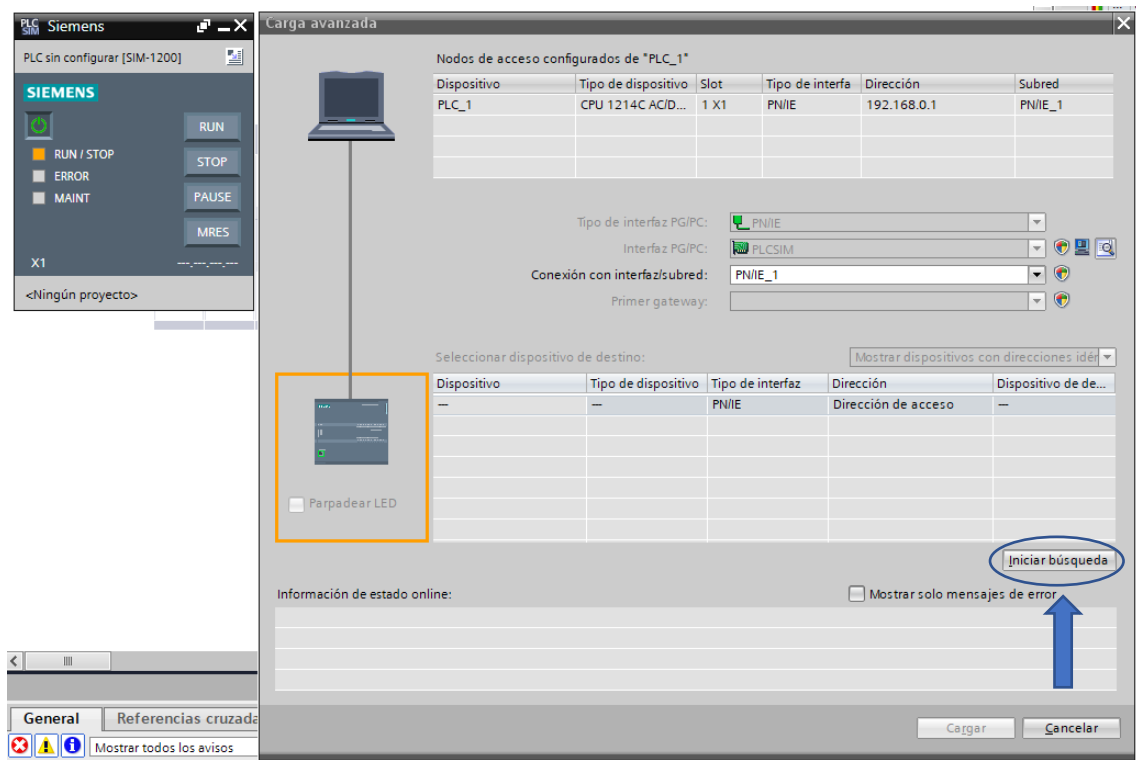 PLC SIM Siemens
PLC sin configurar [SIM-1200]
SIEMENS
RUN
RUN / STOP
STOP
ERROR
MAINT
PAUSE
MRES
X1
---.---.---.---
<Ningún proyecto>
Carga avanzada
Nodos de acceso configurados de "PLC_1"
Dispositivo Tipo de dispositivo Slot Tipo de interfa Dirección Subred
PLC_1 CPU 1214C AC/D... 1 X1 PN/IE 192.168.0.1 PN/IE_1
Tipo de interfaz PG/PC: PN/IE
Interfaz PG/PC: PLCSIM
Conexión con interfaz/subred: PN/IE_1
Primer gateway:
Seleccionar dispositivo de destino: Mostrar dispositivos con direcciones idér
Dispositivo Tipo de dispositivo Tipo de interfaz Dirección Dispositivo de de...
— — PN/IE Dirección de acceso —
Parpadear LED
Iniciar búsqueda
Información de estado online: Mostrar solo mensajes de error
Cargar Cancelar
General Referencias cruzada
Mostrar todos los avisos